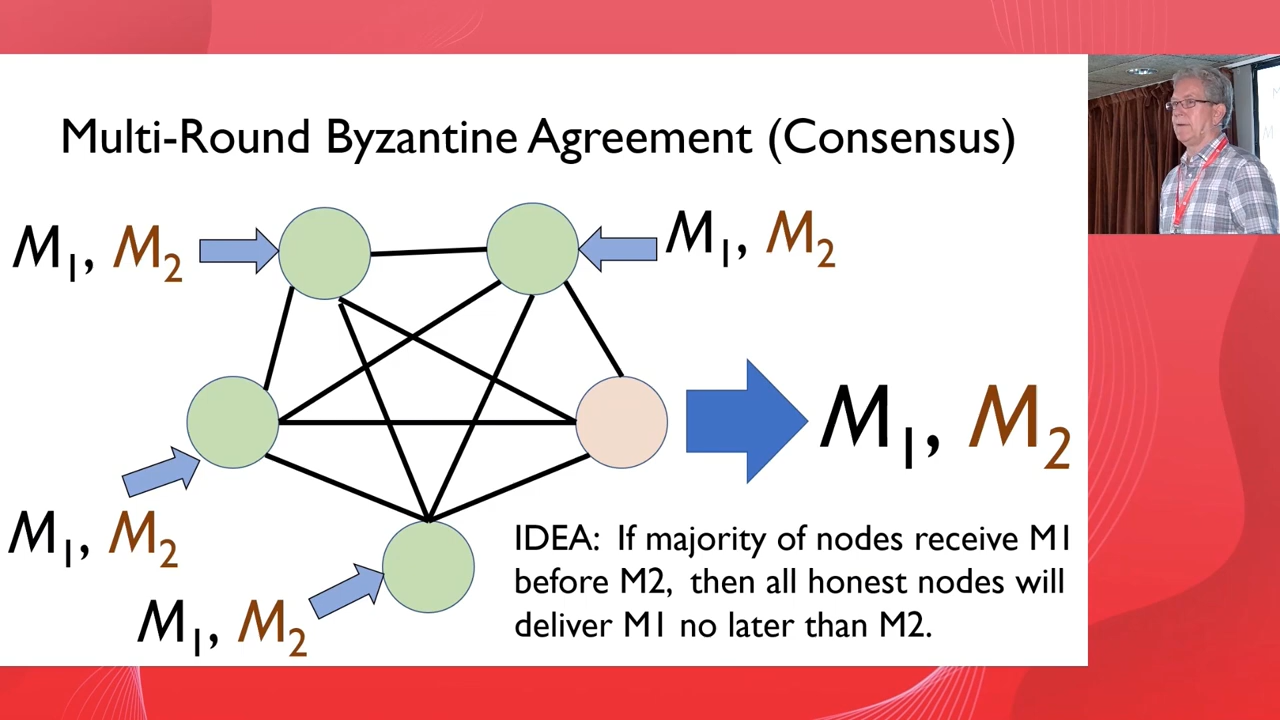 Multi-Round Byzantine Agreement (Consensus)
M₁, M₂
M₁, M₂
M₁, M₂
M₁, M₂
M₁, M₂
IDEA: If majority of nodes receive M1
before M2, then all honest nodes will
deliver M1 no later than M2.